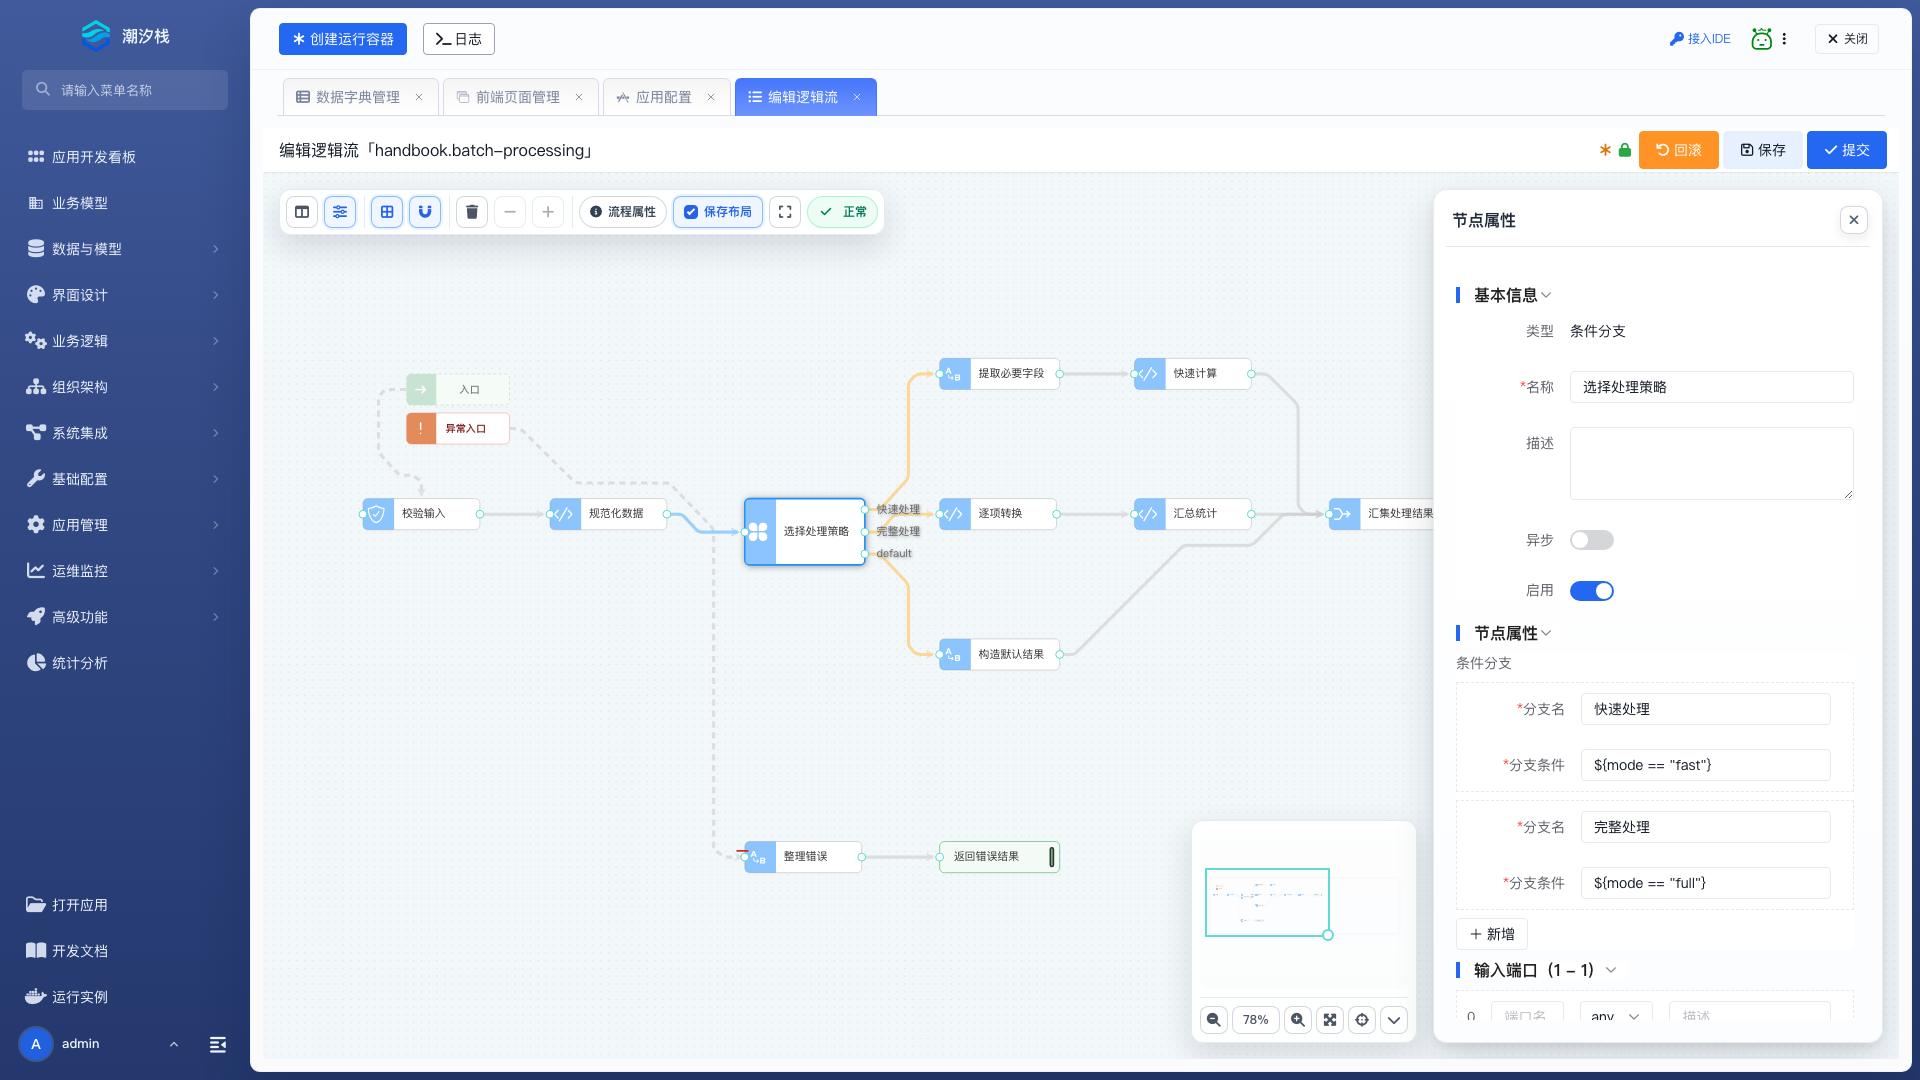 潮汐栈
请输入菜单名称
应用开发看板
业务模型
数据与模型
界面设计
业务逻辑
组织架构
系统集成
基础配置
应用管理
运维监控
高级功能
统计分析
打开应用
开发文档
运行实例
A admin
创建运行容器
日志
接入IDE
关闭
数据字典管理
前端页面管理
应用配置
编辑逻辑流
编辑逻辑流「handbook.batch-processing」
回滚
保存
提交
流程属性
保存布局
正常
入口
异常入口
校验输入
规范化数据
选择处理策略
快速处理
完整处理
default
提取必要字段
快速计算
逐项转换
汇总统计
汇集处理结果
构造默认结果
整理错误
返回错误结果
78%
节点属性
基本信息
类型 条件分支
*名称 选择处理策略
描述
异步
启用
节点属性
条件分支
*分支名 快速处理
*分支条件 ${mode == "fast"}
*分支名 完整处理
*分支条件 ${mode == "full"}
新增
输入端口（1 - 1）
0 端口名 any 描述